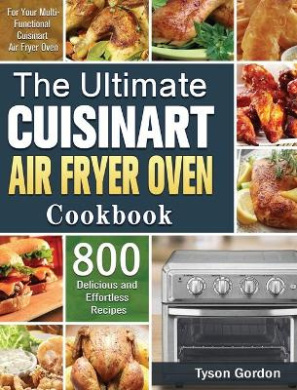 For Your Multi-
Functional
Cuisinart
Air Fryer Oven
The Ultimate
CUISINART
AIR FRYER OVEN
Cookbook
800
Delicious and
Effortless
Recipes
Tyson Gordon